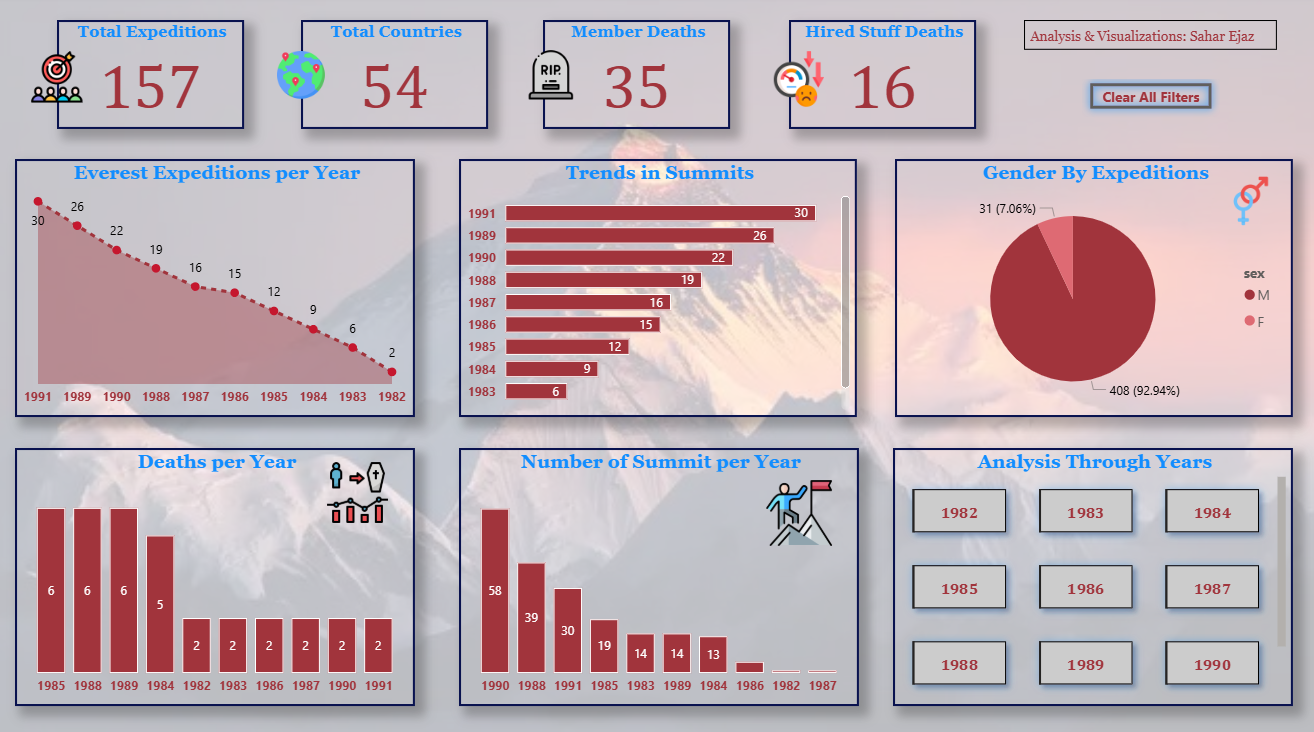 Total Expeditions
157
Total Countries
54
Member Deaths
35
RIP.
Hired Stuff Deaths
16
Analysis & Visualizations: Sahar Ejaz
Clear All Filters
Everest Expeditions per Year
30
26
22
19
16
15
12
9
6
2
1991 1989 1990 1988 1987 1986 1985 1984 1983 1982
Trends in Summits
1991 30
1989 26
1990 22
1988 19
1987 16
1986 15
1985 12
1984 9
1983 6
Gender By Expeditions
31 (7.06%)
408 (92.94%)
sex
M
F
Deaths per Year
6 6 6 5 2 2 2 2 2 2
1985 1988 1989 1984 1982 1983 1986 1987 1990 1991
Number of Summit per Year
58 39 30 19 14 14 13
1990 1988 1991 1985 1983 1989 1984 1986 1982 1987
Analysis Through Years
1982 1983 1984
1985 1986 1987
1988 1989 1990